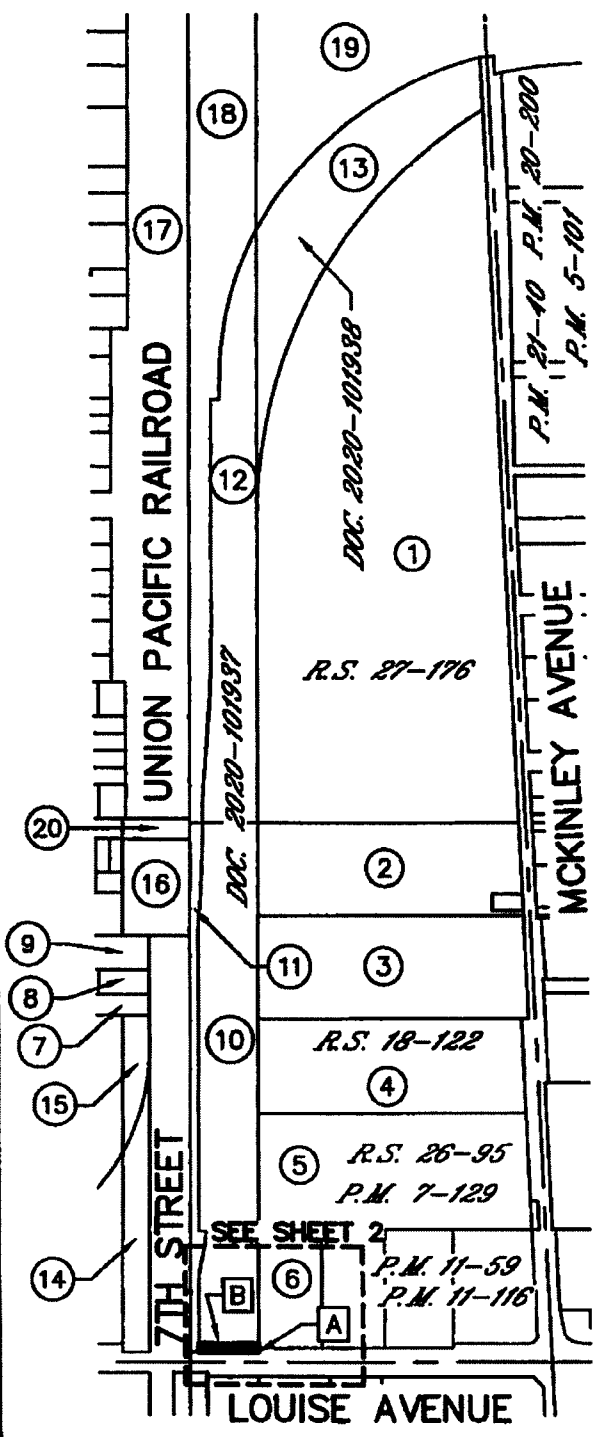 19
18
13
17
P.M. 20-200
P.M. 21-40
P.M. 5-101
UNION PACIFIC RAILROAD
12
DOC. 2020-101938
1
R.S. 27-176
MCKINLEY AVENUE
DOC. 2020-101937
20
2
16
9
11
3
8
7
10
R.S. 18-122
15
4
5
R.S. 26-95
P.M. 7-129
7TH STREET
SEE SHEET 2
14
6
P.M. 11-59
B
P.M. 11-116
A
LOUISE AVENUE